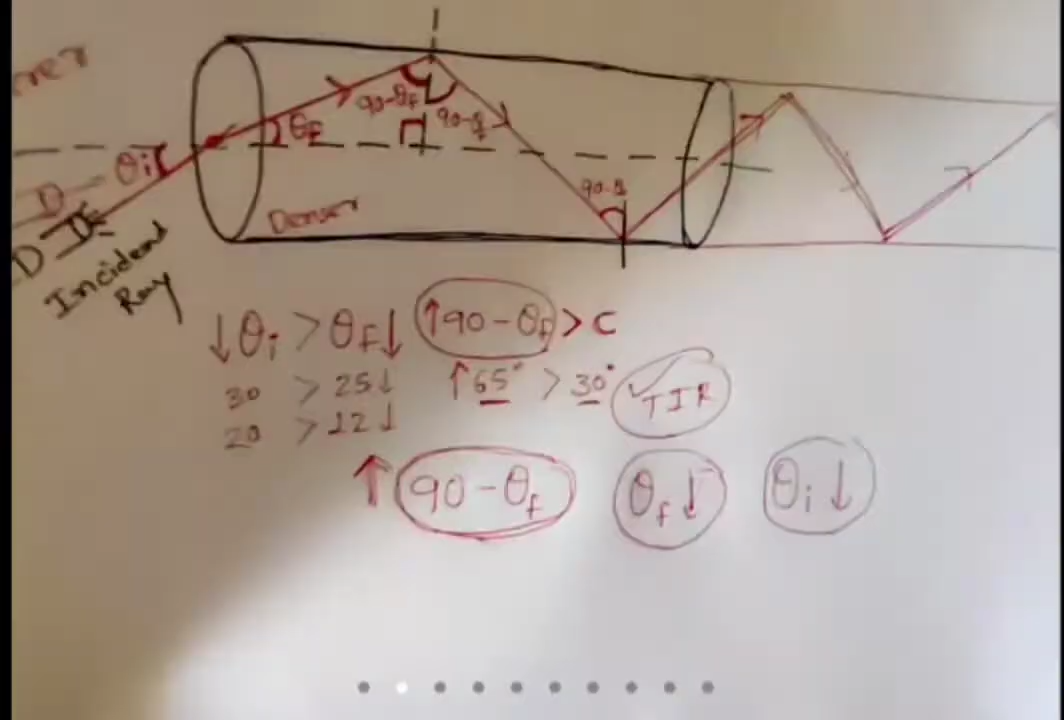 90-θf
90-θf
θf
θi
D
90-θ
Denser
D
Incident
Ray
↓θi > θf↓ ↑90-θf > C
30 > 25↓ ↑65° > 30° ✓TIR
20 > 12↓
↑ 90-θf θf↓ θi↓